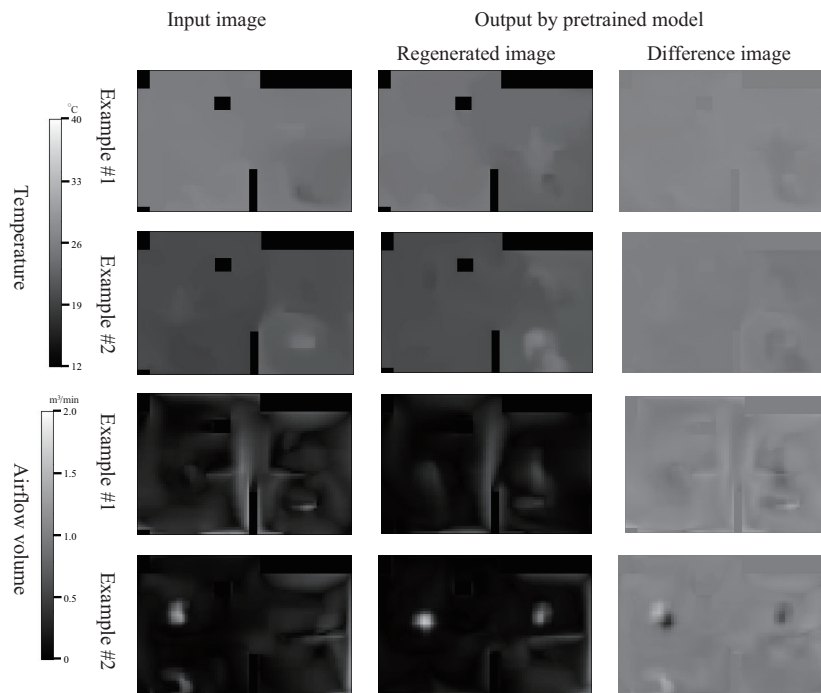 Input image
Output by pretrained model
Regenerated image
Difference image
Temperature
°C
40
33
26
19
12
Example #1
Example #2
Airflow volume
m³/min
2.0
1.5
1.0
0.5
0
Example #1
Example #2